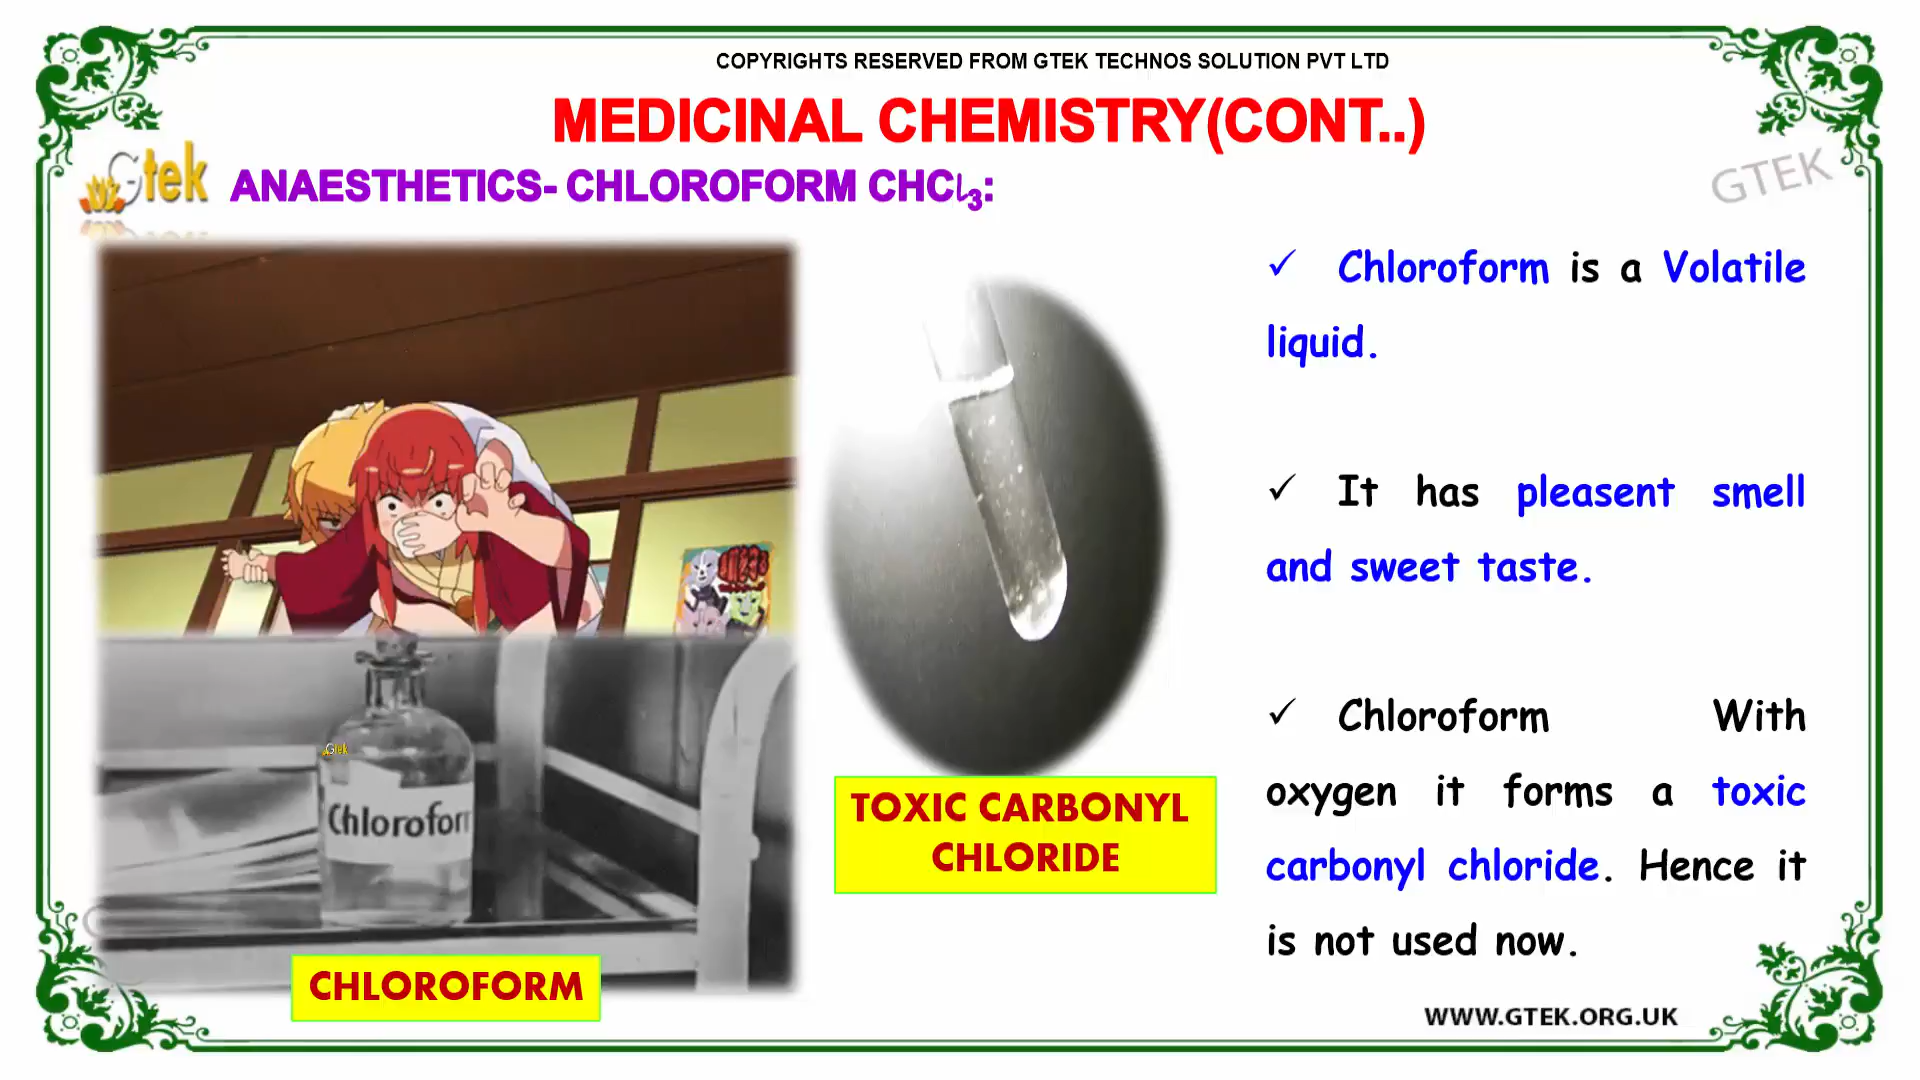 COPYRIGHTS RESERVED FROM GTEK TECHNOS SOLUTION PVT LTD
MEDICINAL CHEMISTRY(CONT..)
Gtek
ANAESTHETICS- CHLOROFORM CHCl₃:
GTEK
✓ Chloroform is a Volatile
liquid.
✓ It has pleasent smell
and sweet taste.
✓ Chloroform With
oxygen it forms a toxic
carbonyl chloride. Hence it
is not used now.
Gtek
Chlorofor
TOXIC CARBONYL
CHLORIDE
CHLOROFORM
WWW.GTEK.ORG.UK